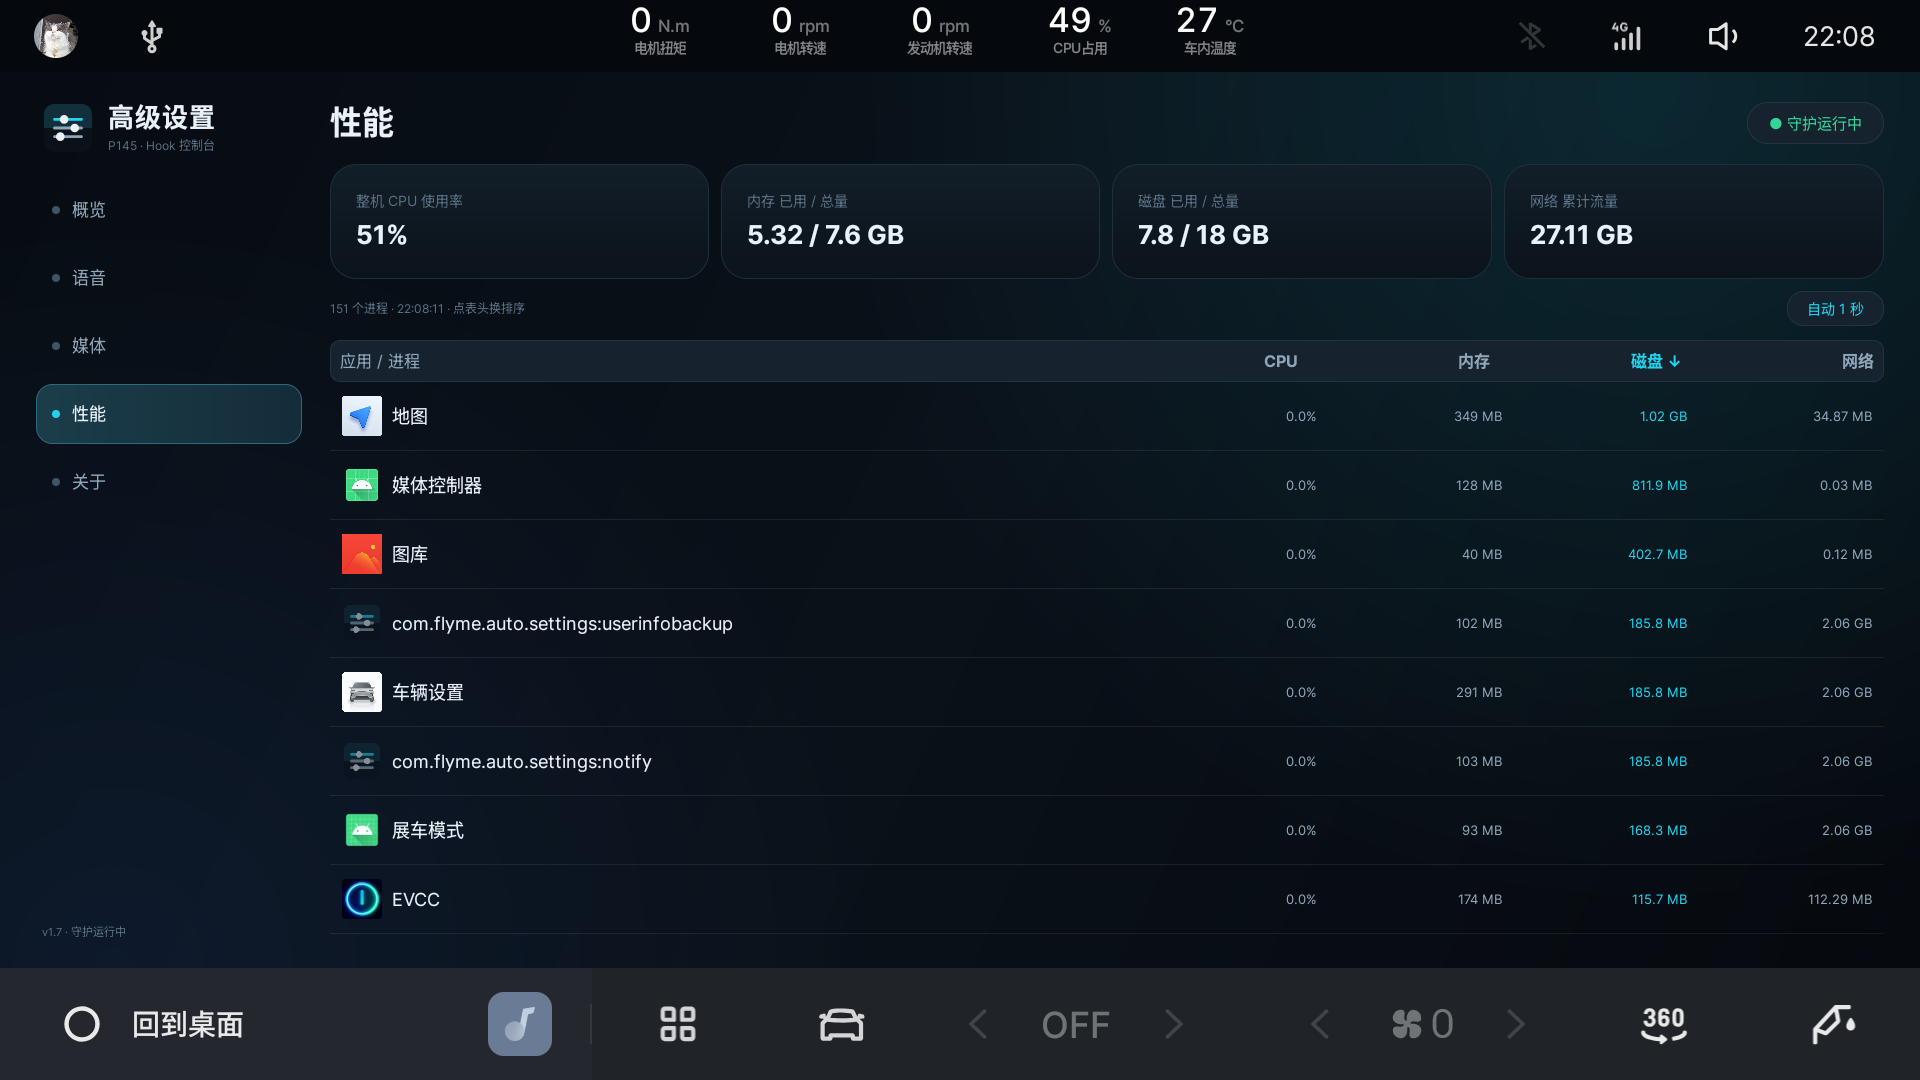 0 N.m
电机扭矩
0 rpm
电机转速
0 rpm
发动机转速
49 %
CPU占用
27 °C
车内温度
4G
22:08
高级设置
P145 · Hook 控制台
概览
语音
媒体
性能
关于
v1.7 · 守护运行中
性能
守护运行中
整机 CPU 使用率
51%
内存 已用 / 总量
5.32 / 7.6 GB
磁盘 已用 / 总量
7.8 / 18 GB
网络 累计流量
27.11 GB
151 个进程 · 22:08:11 · 点表头换排序
自动 1 秒
应用 / 进程 CPU 内存 磁盘 ↓ 网络
地图 0.0% 349 MB 1.02 GB 34.87 MB
媒体控制器 0.0% 128 MB 811.9 MB 0.03 MB
图库 0.0% 40 MB 402.7 MB 0.12 MB
com.flyme.auto.settings:userinfobackup 0.0% 102 MB 185.8 MB 2.06 GB
车辆设置 0.0% 291 MB 185.8 MB 2.06 GB
com.flyme.auto.settings:notify 0.0% 103 MB 185.8 MB 2.06 GB
展车模式 0.0% 93 MB 168.3 MB 2.06 GB
EVCC 0.0% 174 MB 115.7 MB 112.29 MB
回到桌面
OFF
0
360